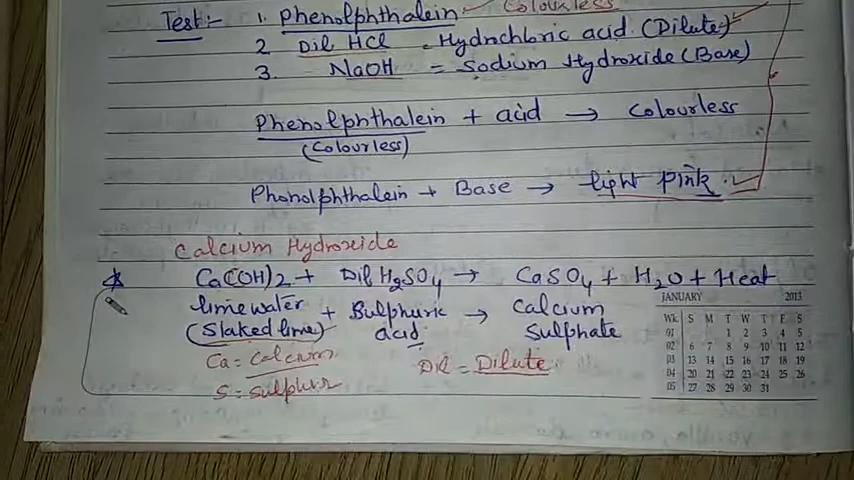 Test :- 1. Phenolphthalein Colourless
2 Dil HCl = Hydrochloric acid (Dilute)
3. NaOH = Sodium Hydroxide (Base)
Phenolphthalein + acid → Colourless
(Colourless)
Phonolphthalein + Base → light Pink.
Calcium Hydroxide
Ca(OH)2 + Dil H2SO4 → CaSO4 + H2O + Heat
limewater + Sulphuric → Calcium
(Slaked lime) acid Sulphate
Ca = Calcium Dil = Dilute
S = Sulphur
JANUARY 2013
Wk S M T W T F S
01 1 2 3 4 5
02 6 7 8 9 10 11 12
03 13 14 15 16 17 18 19
04 20 21 22 23 24 25 26
05 27 28 29 30 31